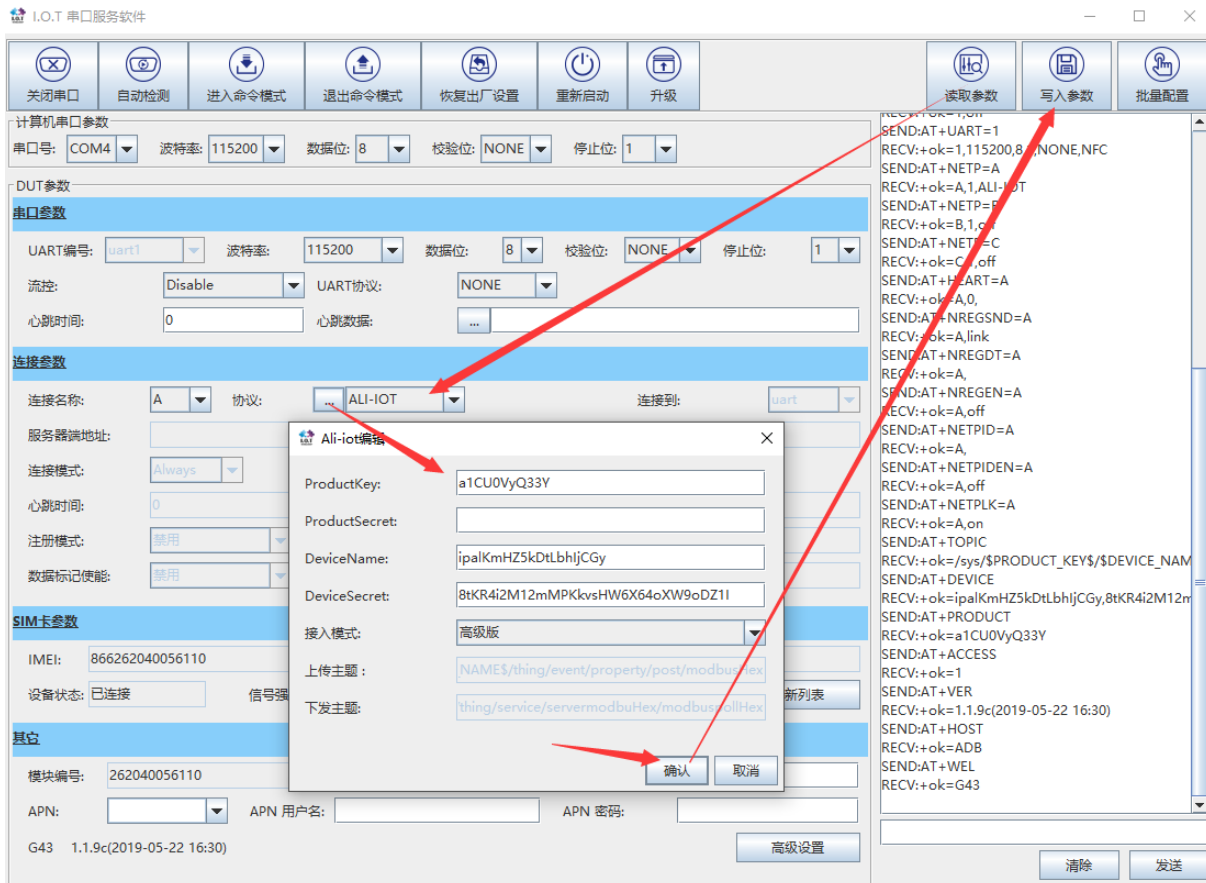 I.O.T 串口服务软件
关闭串口 自动检测 进入命令模式 退出命令模式 恢复出厂设置 重新启动 升级 读取参数 写入参数 批量配置
计算机串口参数
串口号: COM4 波特率: 115200 数据位: 8 校验位: NONE 停止位: 1
DUT参数
串口参数
UART编号: uart1 波特率: 115200 数据位: 8 校验位: NONE 停止位: 1
流控: Disable UART协议: NONE
心跳时间: 0 心跳数据: ...
连接参数
连接名称: A 协议: ... ALI-IOT 连接到: uart
服务器端地址:
连接模式: Always
心跳时间: 0
注册模式: 禁用
数据标记使能: 禁用
SIM卡参数
IMEI: 866262040056110
设备状态: 已连接 信号强 新列表
其它
模块编号: 262040056110
APN: APN 用户名: APN 密码:
G43 1.1.9c(2019-05-22 16:30) 高级设置
Ali-iot编辑
ProductKey: a1CU0VyQ33Y
ProductSecret:
DeviceName: ipalKmHZ5kDtLbhIjCGy
DeviceSecret: 8tKR4i2M12mMPKkvsHW6X64oXW9oDZ1I
接入模式: 高级版
上传主题 : NAME$/thing/event/property/post/modbusHex
下发主题: thing/service/servermodbuHex/modbuspollHex
确认 取消
RECV:+ok=1,off
SEND:AT+UART=1
RECV:+ok=1,115200,8, NONE,NFC
SEND:AT+NETP=A
RECV:+ok=A,1,ALI-IOT
SEND:AT+NETP=B
RECV:+ok=B,1,off
SEND:AT+NETP=C
RECV:+ok=C,1,off
SEND:AT+HEART=A
RECV:+ok=A,0,
SEND:AT+NREGSND=A
RECV:+ok=A,link
SEND:AT+NREGDT=A
RECV:+ok=A,
SEND:AT+NREGEN=A
RECV:+ok=A,off
SEND:AT+NETPID=A
RECV:+ok=A,
SEND:AT+NETPIDEN=A
RECV:+ok=A,off
SEND:AT+NETPLK=A
RECV:+ok=A,on
SEND:AT+TOPIC
RECV:+ok=/sys/$PRODUCT_KEY$/$DEVICE_NAM
SEND:AT+DEVICE
RECV:+ok=ipalKmHZ5kDtLbhIjCGy,8tKR4i2M12m
SEND:AT+PRODUCT
RECV:+ok=a1CU0VyQ33Y
SEND:AT+ACCESS
RECV:+ok=1
SEND:AT+VER
RECV:+ok=1.1.9c(2019-05-22 16:30)
SEND:AT+HOST
RECV:+ok=ADB
SEND:AT+WEL
RECV:+ok=G43
清除 发送